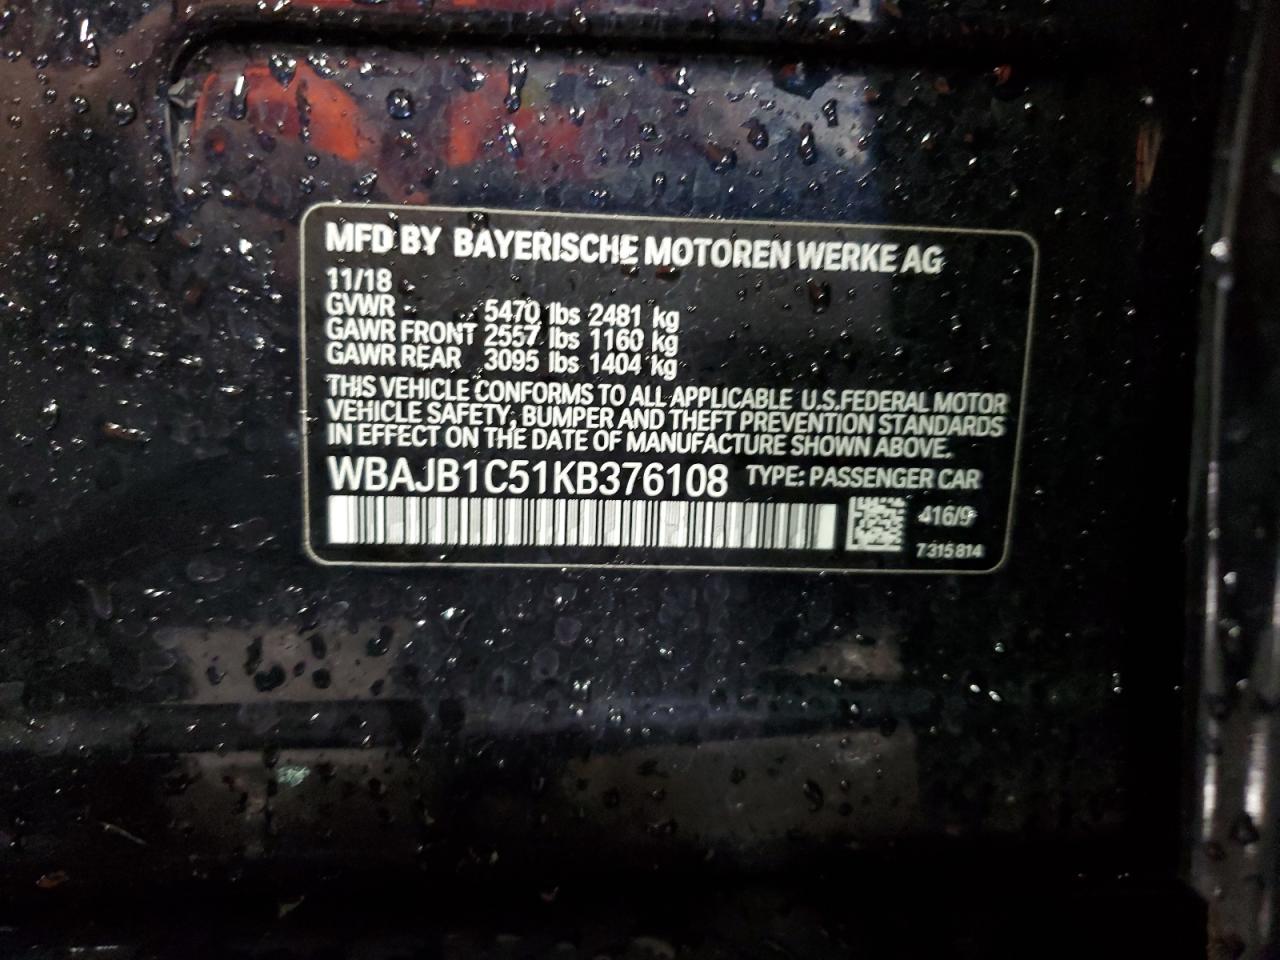 MFD BY BAYERISCHE MOTOREN WERKE AG
11/18
GVWR 5470 lbs 2481 kg
GAWR FRONT 2557 lbs 1160 kg
GAWR REAR 3095 lbs 1404 kg
THIS VEHICLE CONFORMS TO ALL APPLICABLE U.S.FEDERAL MOTOR
VEHICLE SAFETY, BUMPER AND THEFT PREVENTION STANDARDS
IN EFFECT ON THE DATE OF MANUFACTURE SHOWN ABOVE.
WBAJB1C51KB376108 TYPE: PASSENGER CAR
416/9
7315814